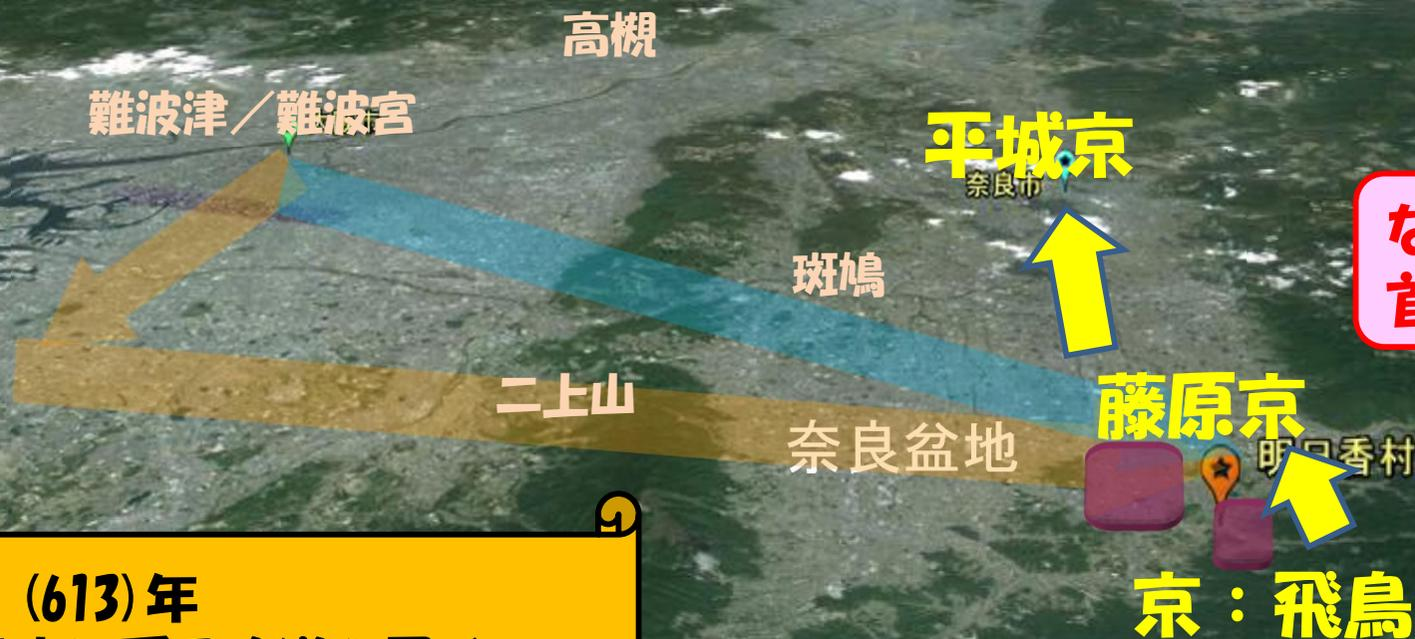 高槻
難波津／難波宮
平城京
奈良市
斑鳩
二上山
藤原京
奈良盆地
明日香村
(613)年
京：飛鳥